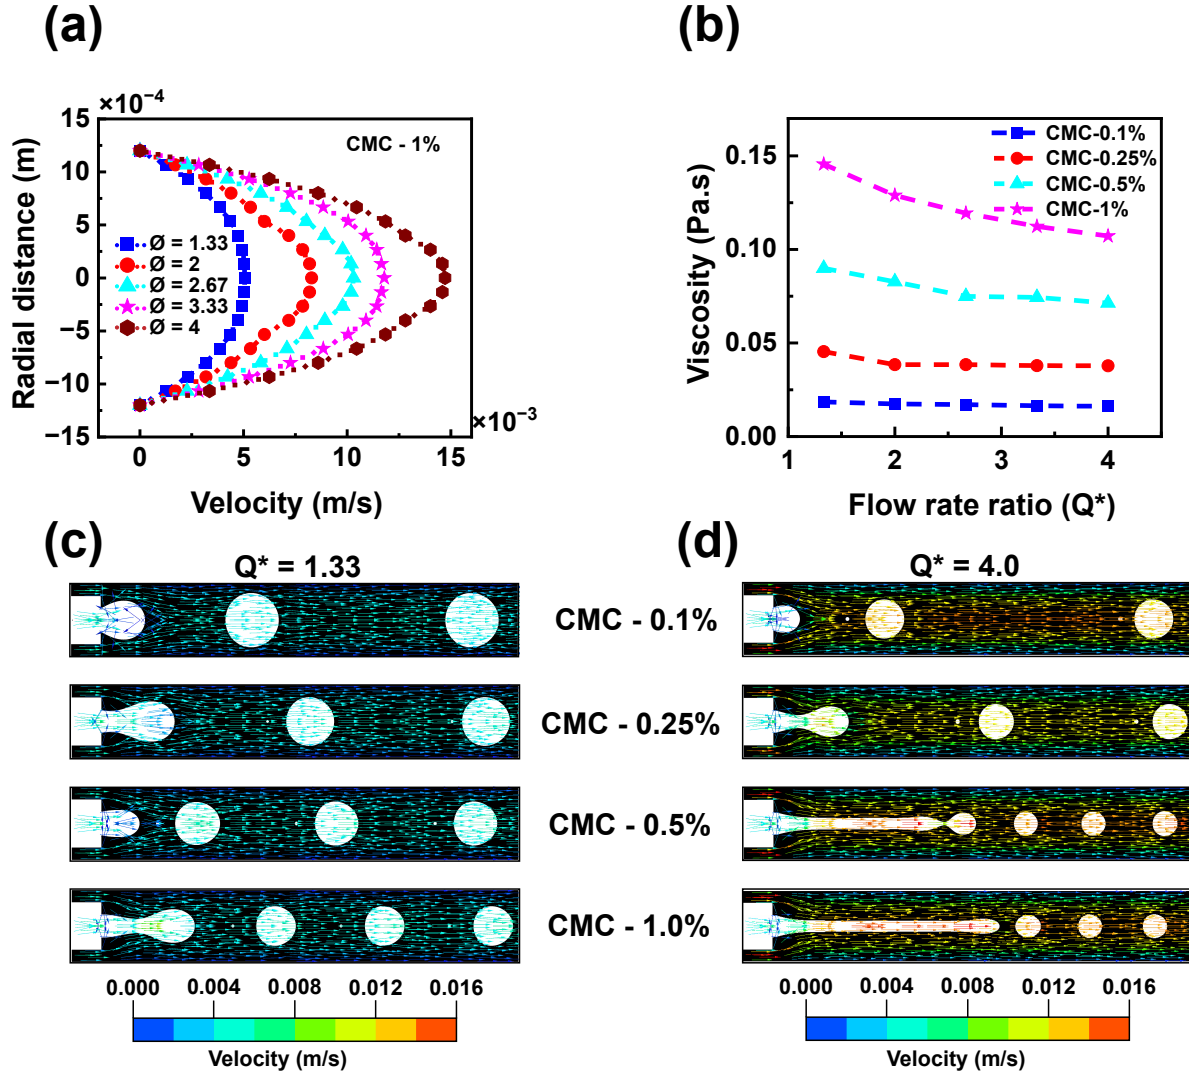 (a)
×10⁻⁴
15
10
5
0
−5
−10
−15
Radial distance (m)
CMC - 1%
Ø = 1.33
Ø = 2
Ø = 2.67
Ø = 3.33
Ø = 4
0
5
10
15
×10⁻³
Velocity (m/s)
(b)
0.15
0.10
0.05
0.00
Viscosity (Pa.s)
CMC-0.1%
CMC-0.25%
CMC-0.5%
CMC-1%
1
2
3
4
Flow rate ratio (Q*)
(c)
Q* = 1.33
(d)
Q* = 4.0
CMC - 0.1%
CMC - 0.25%
CMC - 0.5%
CMC - 1.0%
0.000 0.004 0.008 0.012 0.016
Velocity (m/s)
0.000 0.004 0.008 0.012 0.016
Velocity (m/s)